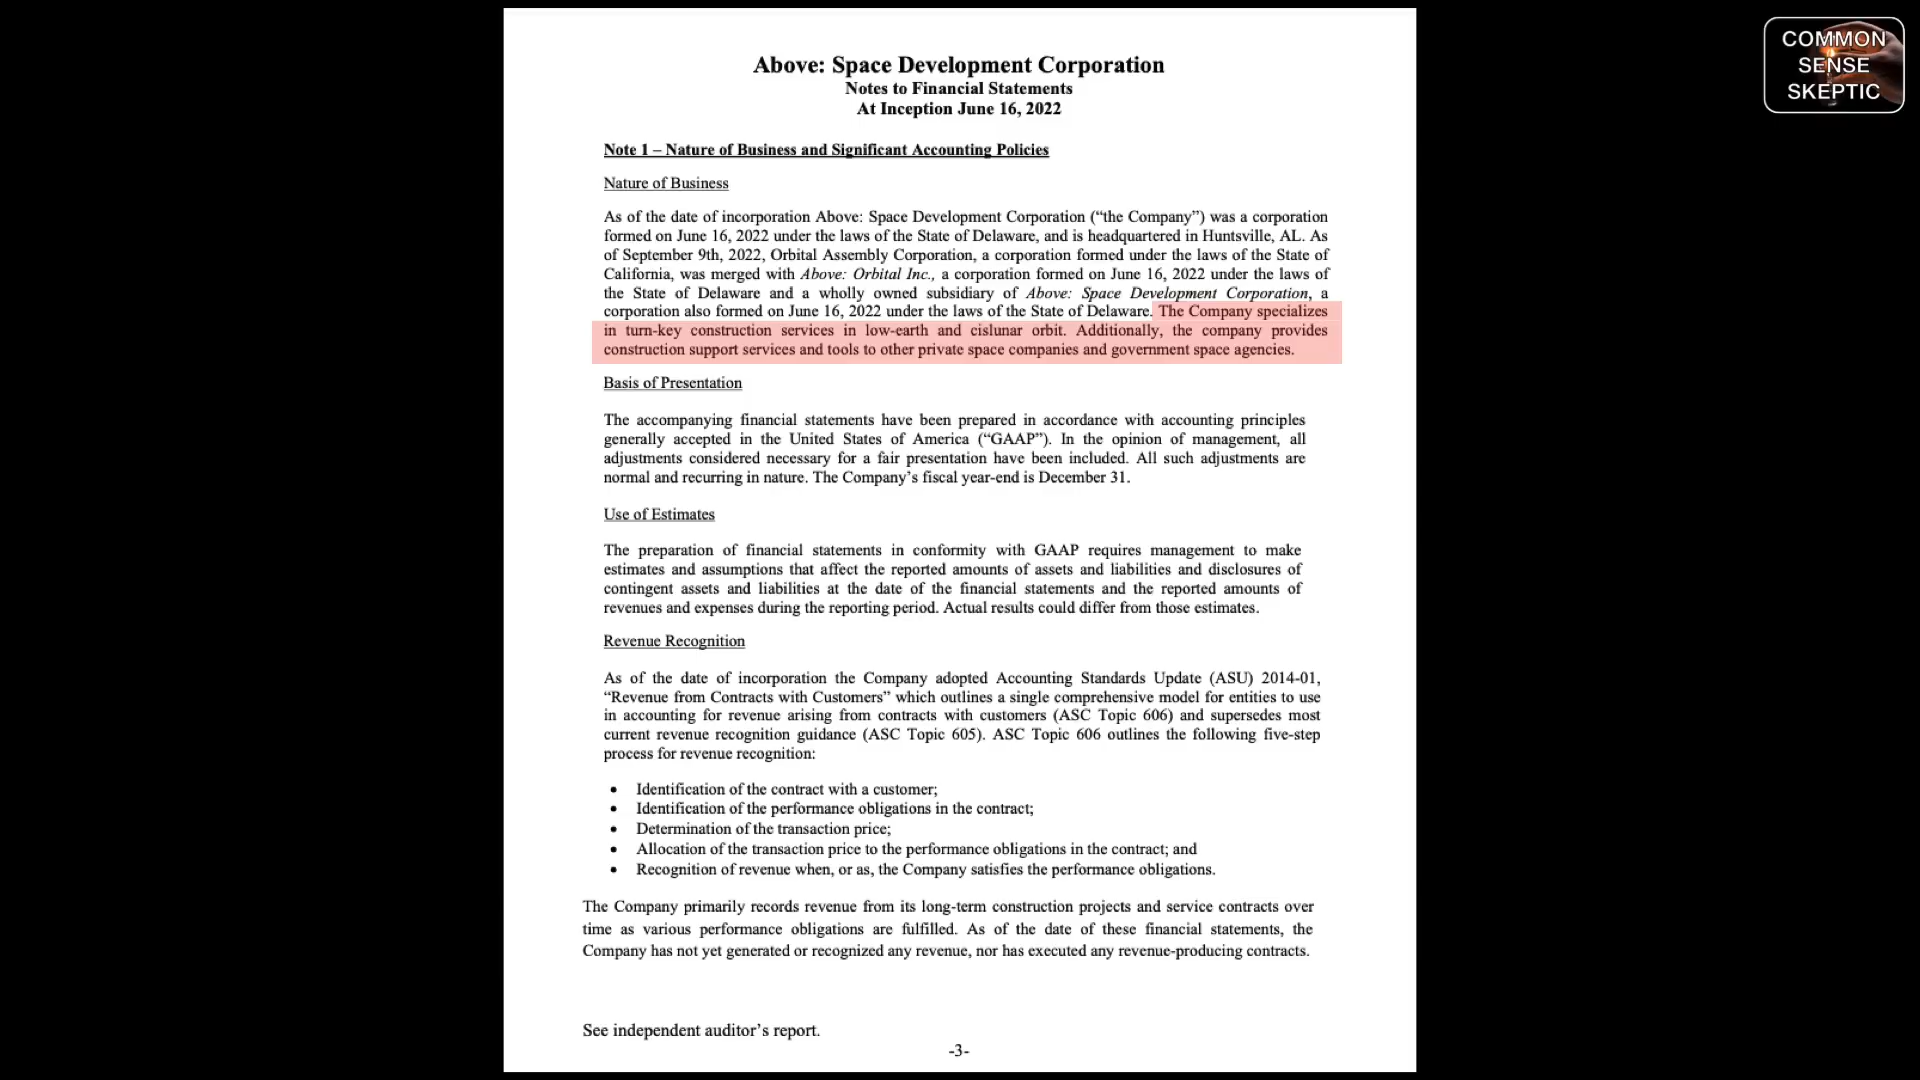 COMMON
SENSE
SKEPTIC
Above: Space Development Corporation
Notes to Financial Statements
At Inception June 16, 2022
Note 1 – Nature of Business and Significant Accounting Policies
Nature of Business
As of the date of incorporation Above: Space Development Corporation (“the Company”) was a corporation
formed on June 16, 2022 under the laws of the State of Delaware, and is headquartered in Huntsville, AL. As
of September 9th, 2022, Orbital Assembly Corporation, a corporation formed under the laws of the State of
California, was merged with Above: Orbital Inc., a corporation formed on June 16, 2022 under the laws of
the State of Delaware and a wholly owned subsidiary of Above: Space Development Corporation, a
corporation also formed on June 16, 2022 under the laws of the State of Delaware. The Company specializes
in turn-key construction services in low-earth and cislunar orbit. Additionally, the company provides
construction support services and tools to other private space companies and government space agencies.
Basis of Presentation
The accompanying financial statements have been prepared in accordance with accounting principles
generally accepted in the United States of America (“GAAP”). In the opinion of management, all
adjustments considered necessary for a fair presentation have been included. All such adjustments are
normal and recurring in nature. The Company’s fiscal year-end is December 31.
Use of Estimates
The preparation of financial statements in conformity with GAAP requires management to make
estimates and assumptions that affect the reported amounts of assets and liabilities and disclosures of
contingent assets and liabilities at the date of the financial statements and the reported amounts of
revenues and expenses during the reporting period. Actual results could differ from those estimates.
Revenue Recognition
As of the date of incorporation the Company adopted Accounting Standards Update (ASU) 2014-01,
“Revenue from Contracts with Customers” which outlines a single comprehensive model for entities to use
in accounting for revenue arising from contracts with customers (ASC Topic 606) and supersedes most
current revenue recognition guidance (ASC Topic 605). ASC Topic 606 outlines the following five-step
process for revenue recognition:
• Identification of the contract with a customer;
• Identification of the performance obligations in the contract;
• Determination of the transaction price;
• Allocation of the transaction price to the performance obligations in the contract; and
• Recognition of revenue when, or as, the Company satisfies the performance obligations.
The Company primarily records revenue from its long-term construction projects and service contracts over
time as various performance obligations are fulfilled. As of the date of these financial statements, the
Company has not yet generated or recognized any revenue, nor has executed any revenue-producing contracts.
See independent auditor’s report.
-3-